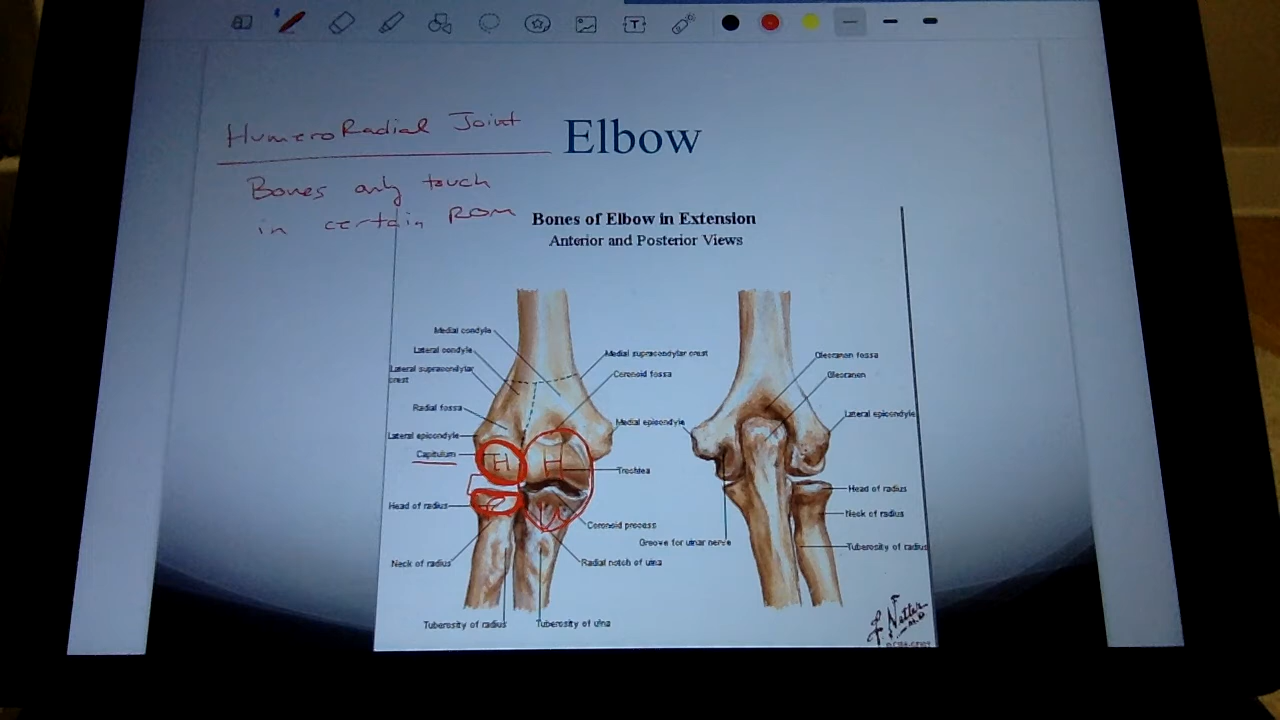 HumeroRadial Joint
Elbow
Bones only touch
in certain ROM
Bones of Elbow in Extension
Anterior and Posterior Views
Medial condyle
Lateral condyle
Lateral supracondylar
crest
Radial fossa
Lateral epicondyle
Capitulum
Head of radius
Neck of radius
Tuberosity of radius
Tuberosity of ulna
Medial supracondylar crest
Coronoid fossa
Medial epicondyle
Trochlea
Coronoid process
Radial notch of ulna
Groove for ulnar nerve
Olecranon fossa
Olecranon
Lateral epicondyle
Head of radius
Neck of radius
Tuberosity of radius
H
H
F. Netter
M.D.
T